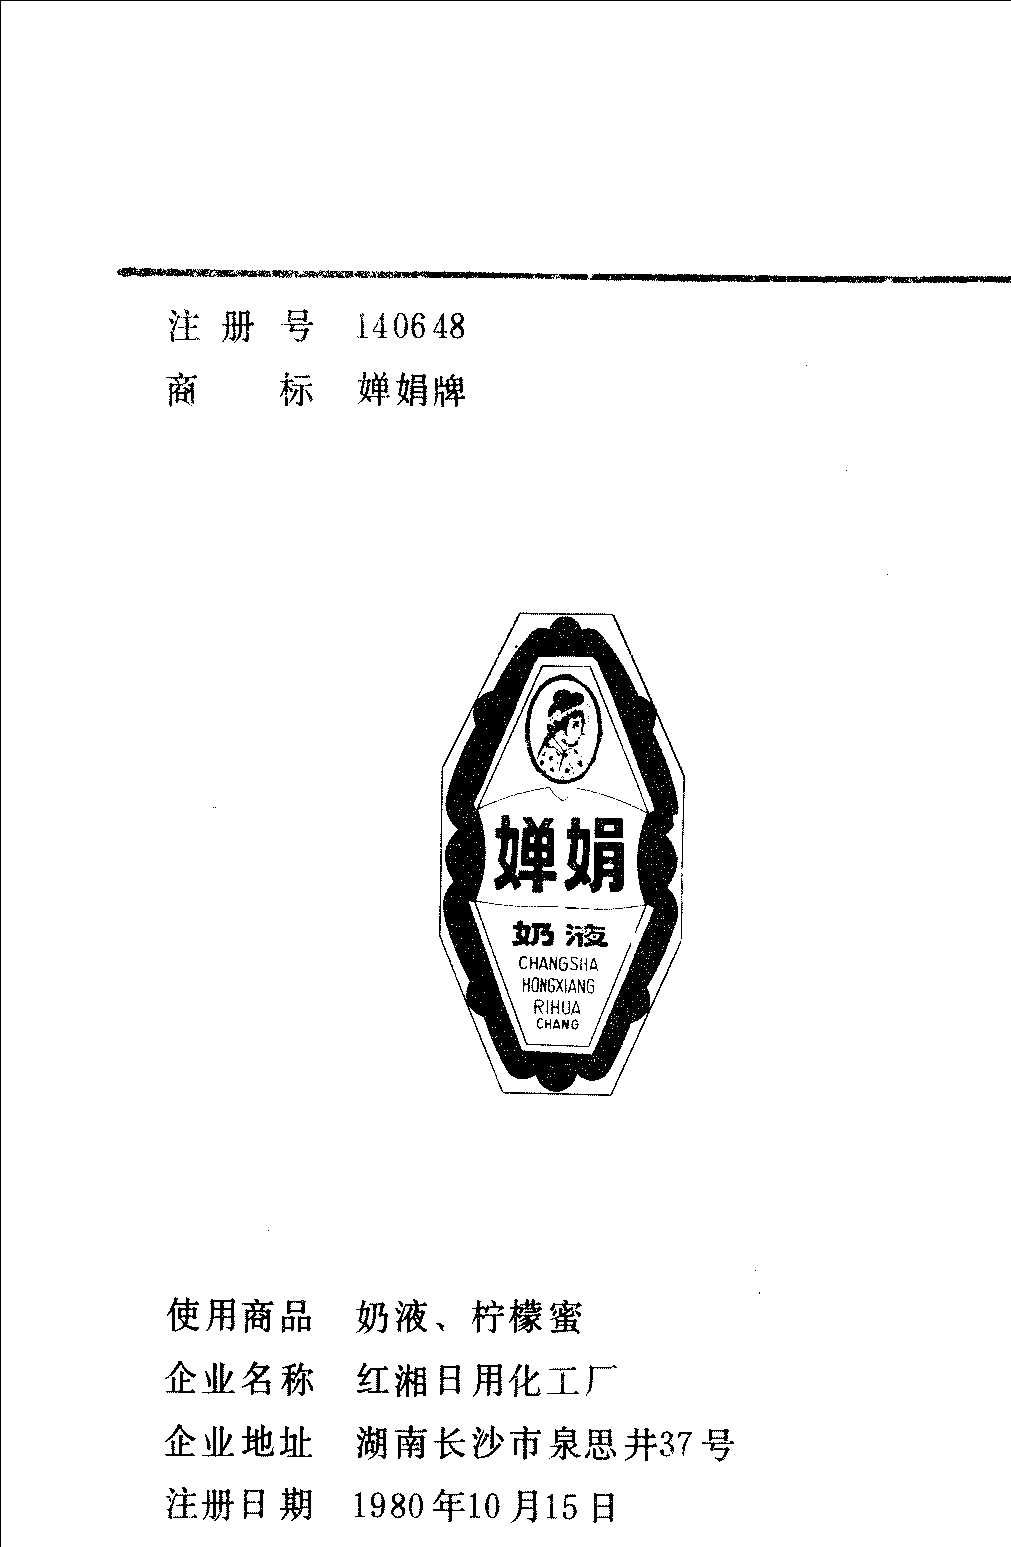 注册号 140648
商标 婵娟牌
婵娟
奶液
CHANGSHA
HONGXIANG
RIHUA
CHANG
使用商品 奶液、柠檬蜜
企业名称 红湘日用化工厂
企业地址 湖南长沙市泉思井37号
注册日期 1980年10月15日